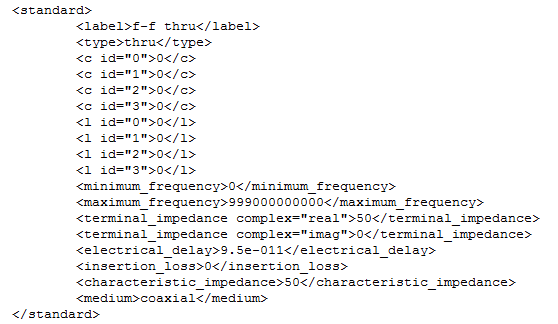 <standard>
<label>f-f thru</label>
<type>thru</type>
<c id="0">0</c>
<c id="1">0</c>
<c id="2">0</c>
<c id="3">0</c>
<l id="0">0</l>
<l id="1">0</l>
<l id="2">0</l>
<l id="3">0</l>
<minimum_frequency>0</minimum_frequency>
<maximum_frequency>999000000000</maximum_frequency>
<terminal_impedance complex="real">50</terminal_impedance>
<terminal_impedance complex="imag">0</terminal_impedance>
<electrical_delay>9.5e-011</electrical_delay>
<insertion_loss>0</insertion_loss>
<characteristic_impedance>50</characteristic_impedance>
<medium>coaxial</medium>
</standard>